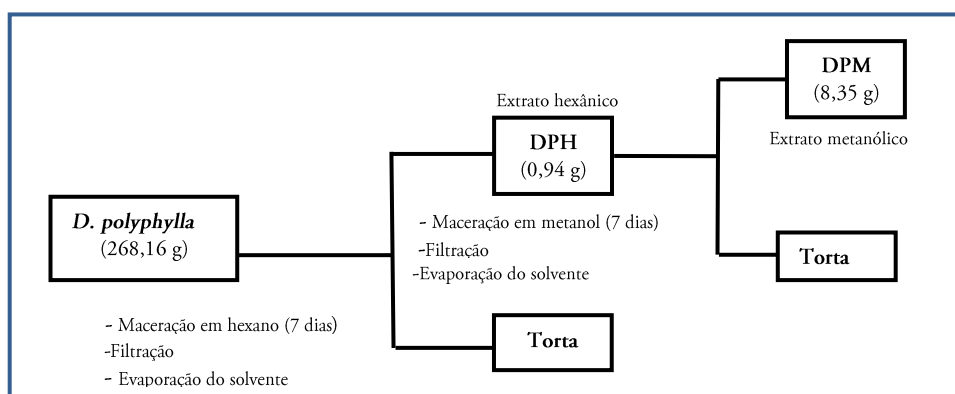 D. polyphylla
(268,16 g)
- Maceração em hexano (7 dias)
-Filtração
- Evaporação do solvente
Extrato hexânico
DPH
(0,94 g)
- Maceração em metanol (7 dias)
-Filtração
-Evaporação do solvente
Torta
DPM
(8,35 g)
Extrato metanólico
Torta